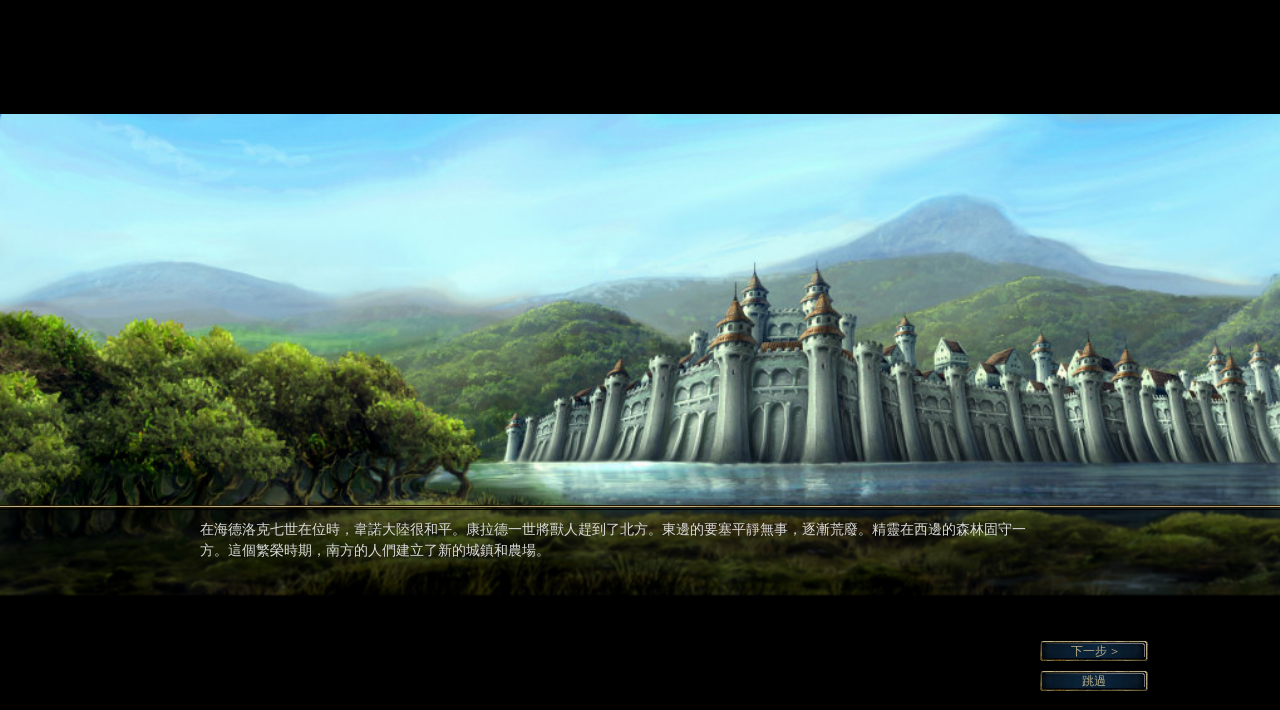 在海德洛克七世在位時，韋諾大陸很和平。康拉德一世將獸人趕到了北方。東邊的要塞平靜無事，逐漸荒廢。精靈在西邊的森林固守一
方。這個繁榮時期，南方的人們建立了新的城鎮和農場。
下一步 >
跳過